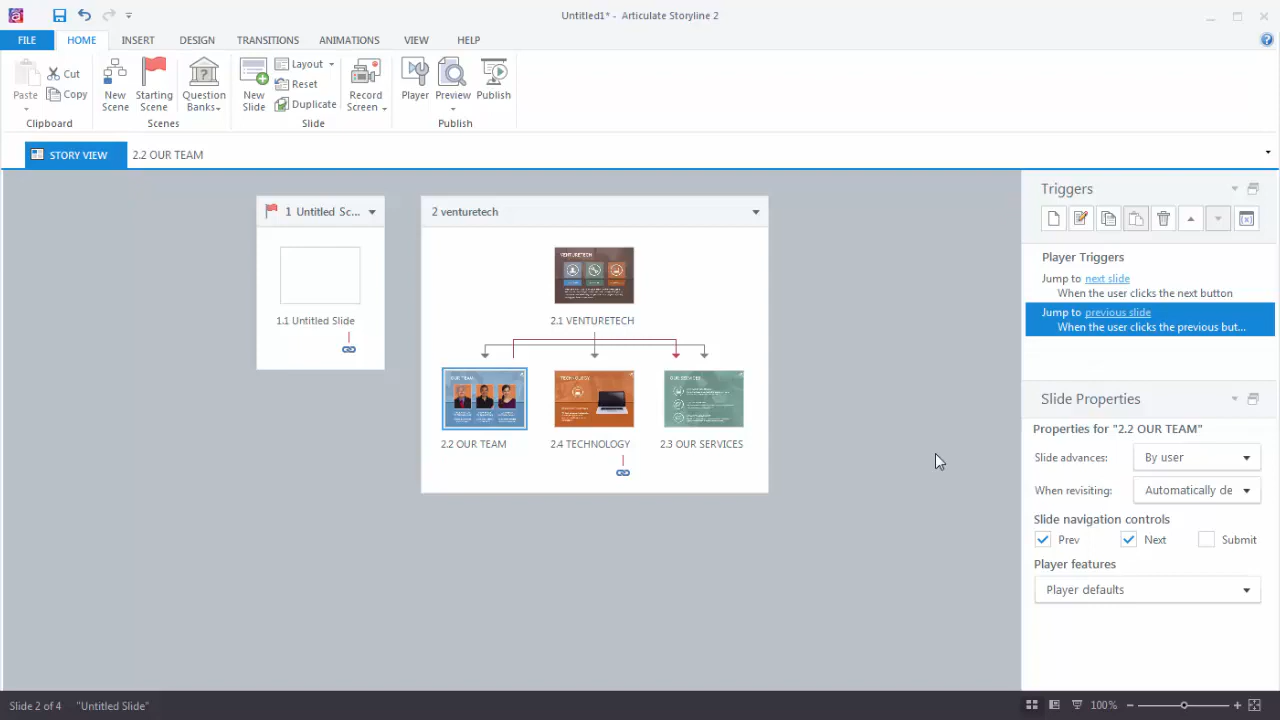 Untitled1* - Articulate Storyline 2
FILE HOME INSERT DESIGN TRANSITIONS ANIMATIONS VIEW HELP
Paste
Cut
Copy
Clipboard
New Scene
Starting Scene
Question Banks
Scenes
New Slide
Layout
Reset
Duplicate
Record Screen
Slide
Player
Preview
Publish
Publish
STORY VIEW 2.2 OUR TEAM
1 Untitled Sc...
1.1 Untitled Slide
2 venturetech
VENTURETECH
2.1 VENTURETECH
OUR TEAM
2.2 OUR TEAM
2.4 TECHNOLOGY
OUR SERVICES
2.3 OUR SERVICES
Triggers
Player Triggers
Jump to next slide
When the user clicks the next button
Jump to previous slide
When the user clicks the previous but...
Slide Properties
Properties for "2.2 OUR TEAM"
Slide advances: By user
When revisiting: Automatically de
Slide navigation controls
Prev Next Submit
Player features
Player defaults
Slide 2 of 4 "Untitled Slide" 100%